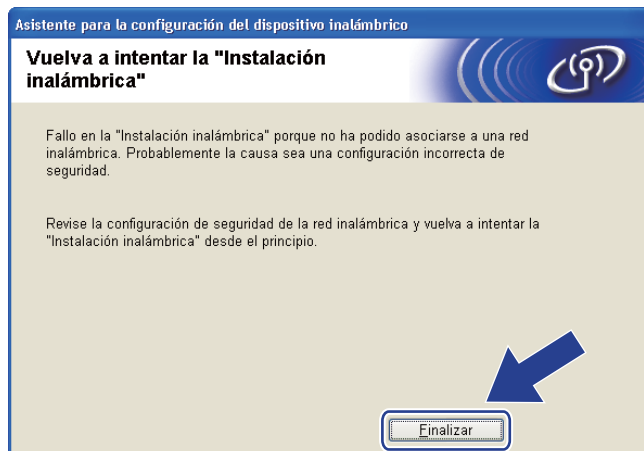 Asistente para la configuración del dispositivo inalámbrico
Vuelva a intentar la "Instalación
inalámbrica"
Fallo en la "Instalación inalámbrica" porque no ha podido asociarse a una red
inalámbrica. Probablemente la causa sea una configuración incorrecta de
seguridad.
Revise la configuración de seguridad de la red inalámbrica y vuelva a intentar la
"Instalación inalámbrica" desde el principio.
Finalizar